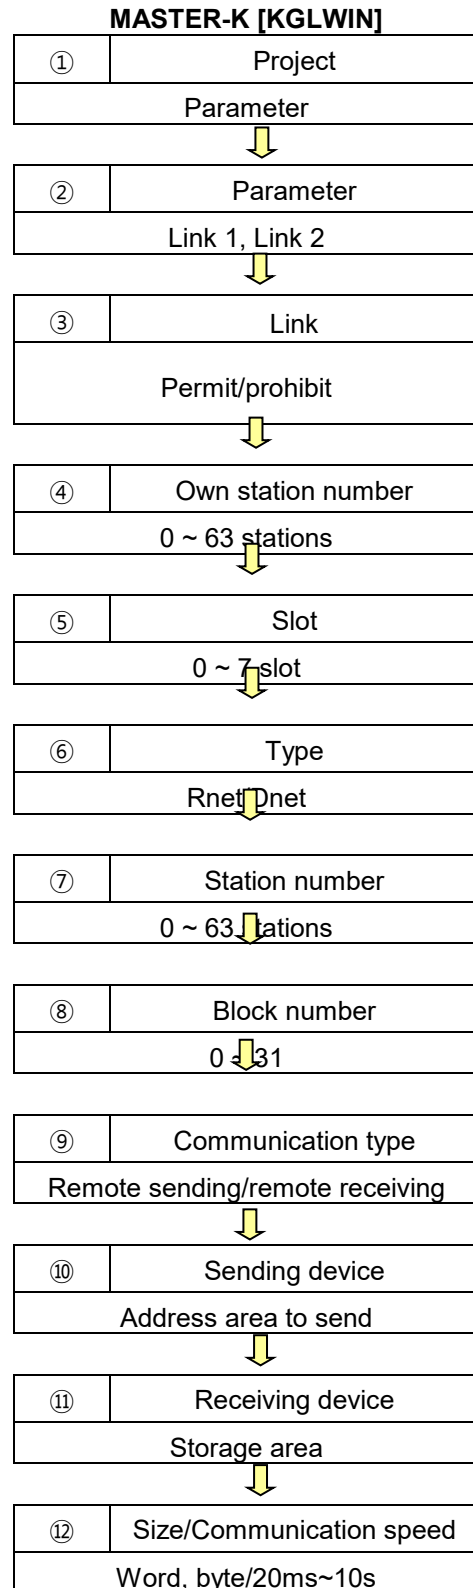 MASTER-K [KGLWIN]
① Project
Parameter
② Parameter
Link 1, Link 2
③ Link
Permit/prohibit
④ Own station number
0 ~ 63 stations
⑤ Slot
0 ~ 7 slot
⑥ Type
Rnet/Dnet
⑦ Station number
0 ~ 63 stations
⑧ Block number
0 ~ 31
⑨ Communication type
Remote sending/remote receiving
⑩ Sending device
Address area to send
⑪ Receiving device
Storage area
⑫ Size/Communication speed
Word, byte/20ms~10s